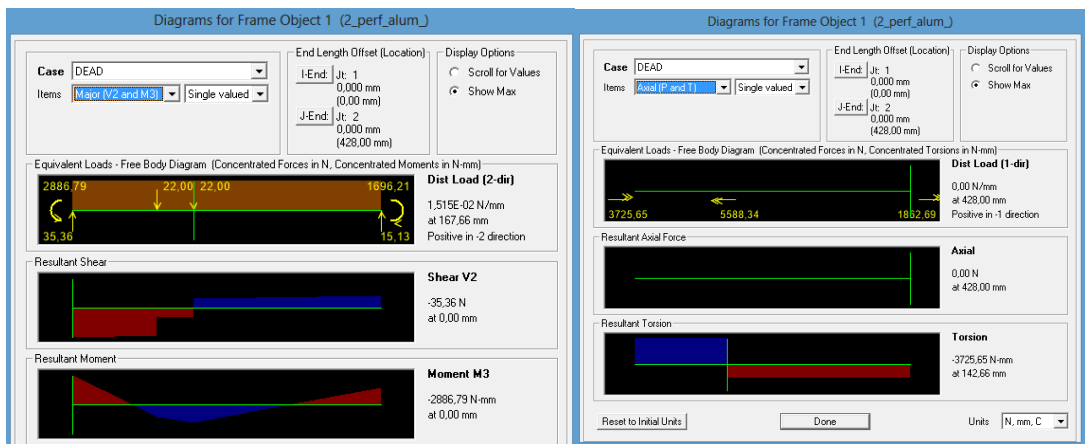 Diagrams for Frame Object 1 (2_perf_alum_)
Case DEAD
Items Major (V2 and M3) Single valued
End Length Offset (Location)
I-End: Jt: 1
0,000 mm
(0,00 mm)
J-End: Jt: 2
0,000 mm
(428,00 mm)
Display Options
Scroll for Values
Show Max
Equivalent Loads - Free Body Diagram (Concentrated Forces in N, Concentrated Moments in N-mm)
2886,79 22,00 22,00 1696,21
35,36 15,13
Dist Load (2-dir)
1,515E-02 N/mm
at 167,66 mm
Positive in -2 direction
Resultant Shear
Shear V2
-35,36 N
at 0,00 mm
Resultant Moment
Moment M3
-2886,79 N-mm
at 0,00 mm
Diagrams for Frame Object 1 (2_perf_alum_)
Case DEAD
Items Axial (P and T) Single valued
End Length Offset (Location)
I-End: Jt: 1
0,000 mm
(0,00 mm)
J-End: Jt: 2
0,000 mm
(428,00 mm)
Display Options
Scroll for Values
Show Max
Equivalent Loads - Free Body Diagram (Concentrated Forces in N, Concentrated Torsions in N-mm)
3725,65 5588,34 1862,69
Dist Load (1-dir)
0,00 N/mm
at 428,00 mm
Positive in -1 direction
Resultant Axial Force
Axial
0,00 N
at 428,00 mm
Resultant Torsion
Torsion
-3725,65 N-mm
at 142,66 mm
Reset to Initial Units Done Units N, mm, C